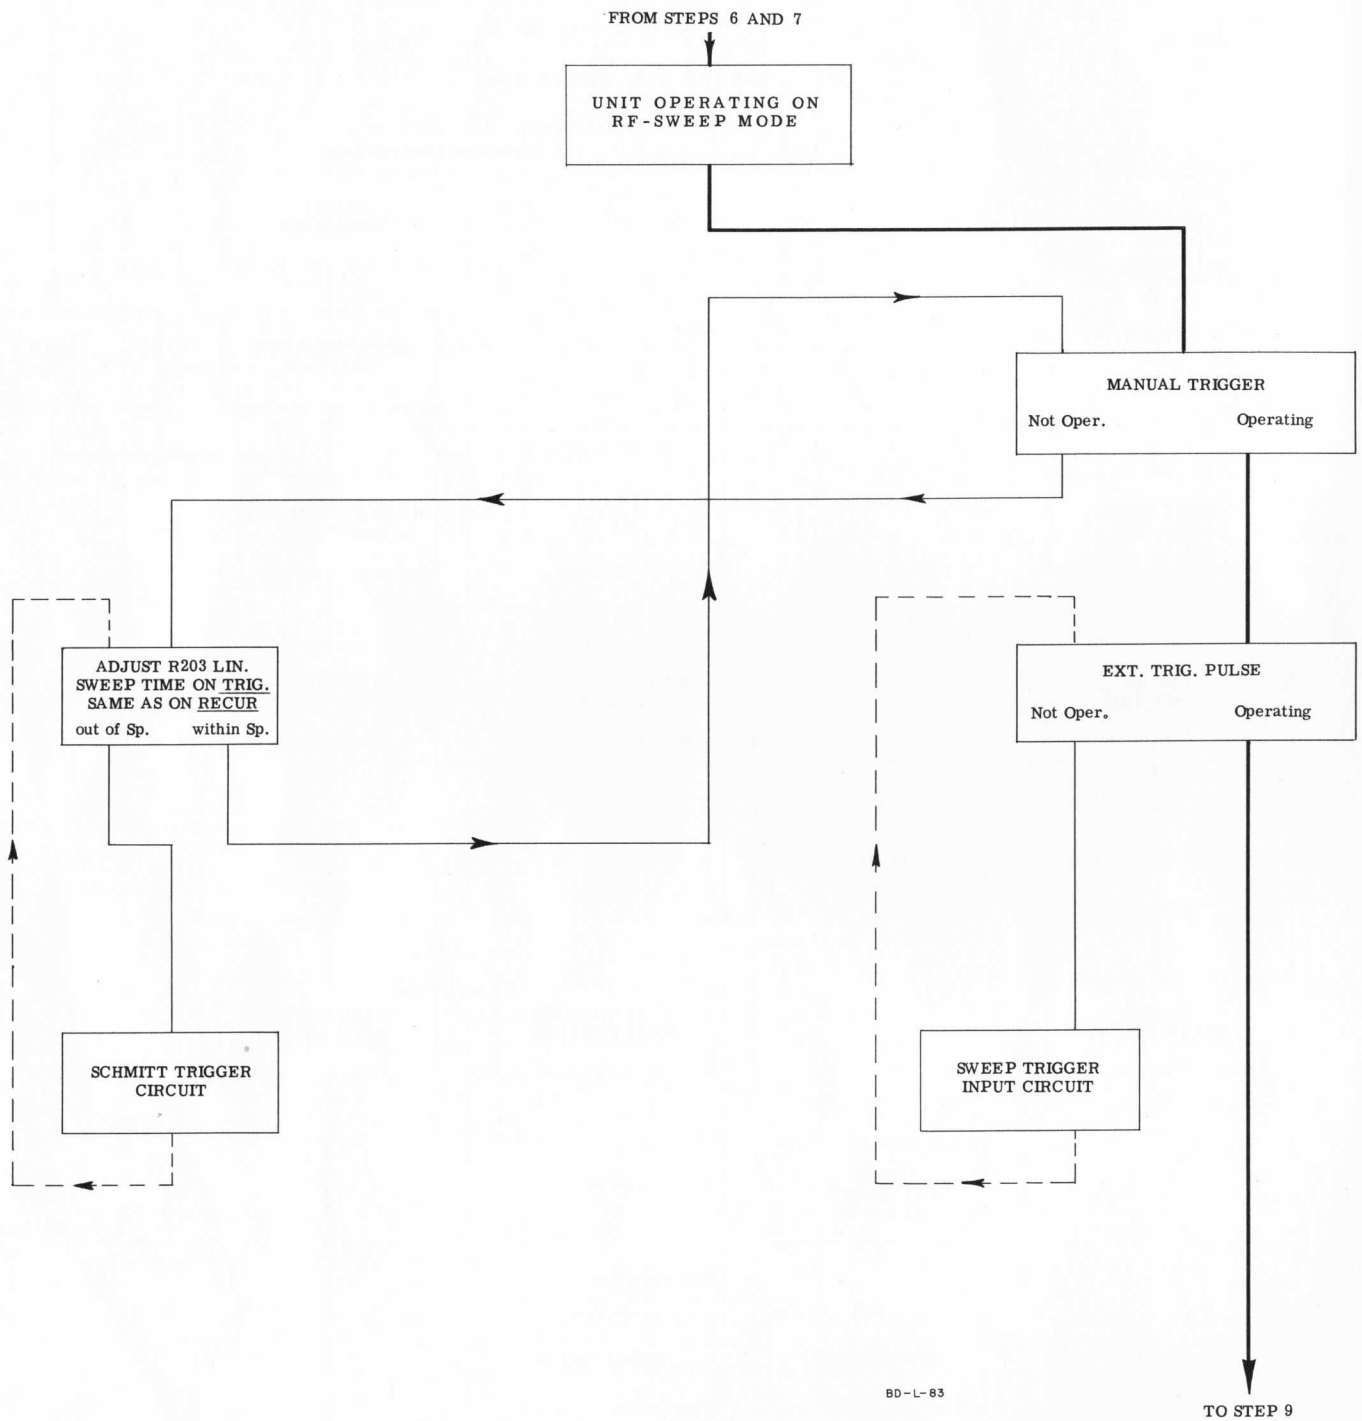 FROM STEPS 6 AND 7
UNIT OPERATING ON
RF-SWEEP MODE
MANUAL TRIGGER
Not Oper. Operating
ADJUST R203 LIN.
SWEEP TIME ON TRIG.
SAME AS ON RECUR
out of Sp. within Sp.
EXT. TRIG. PULSE
Not Oper. Operating
SCHMITT TRIGGER
CIRCUIT
SWEEP TRIGGER
INPUT CIRCUIT
BD-L-83
TO STEP 9